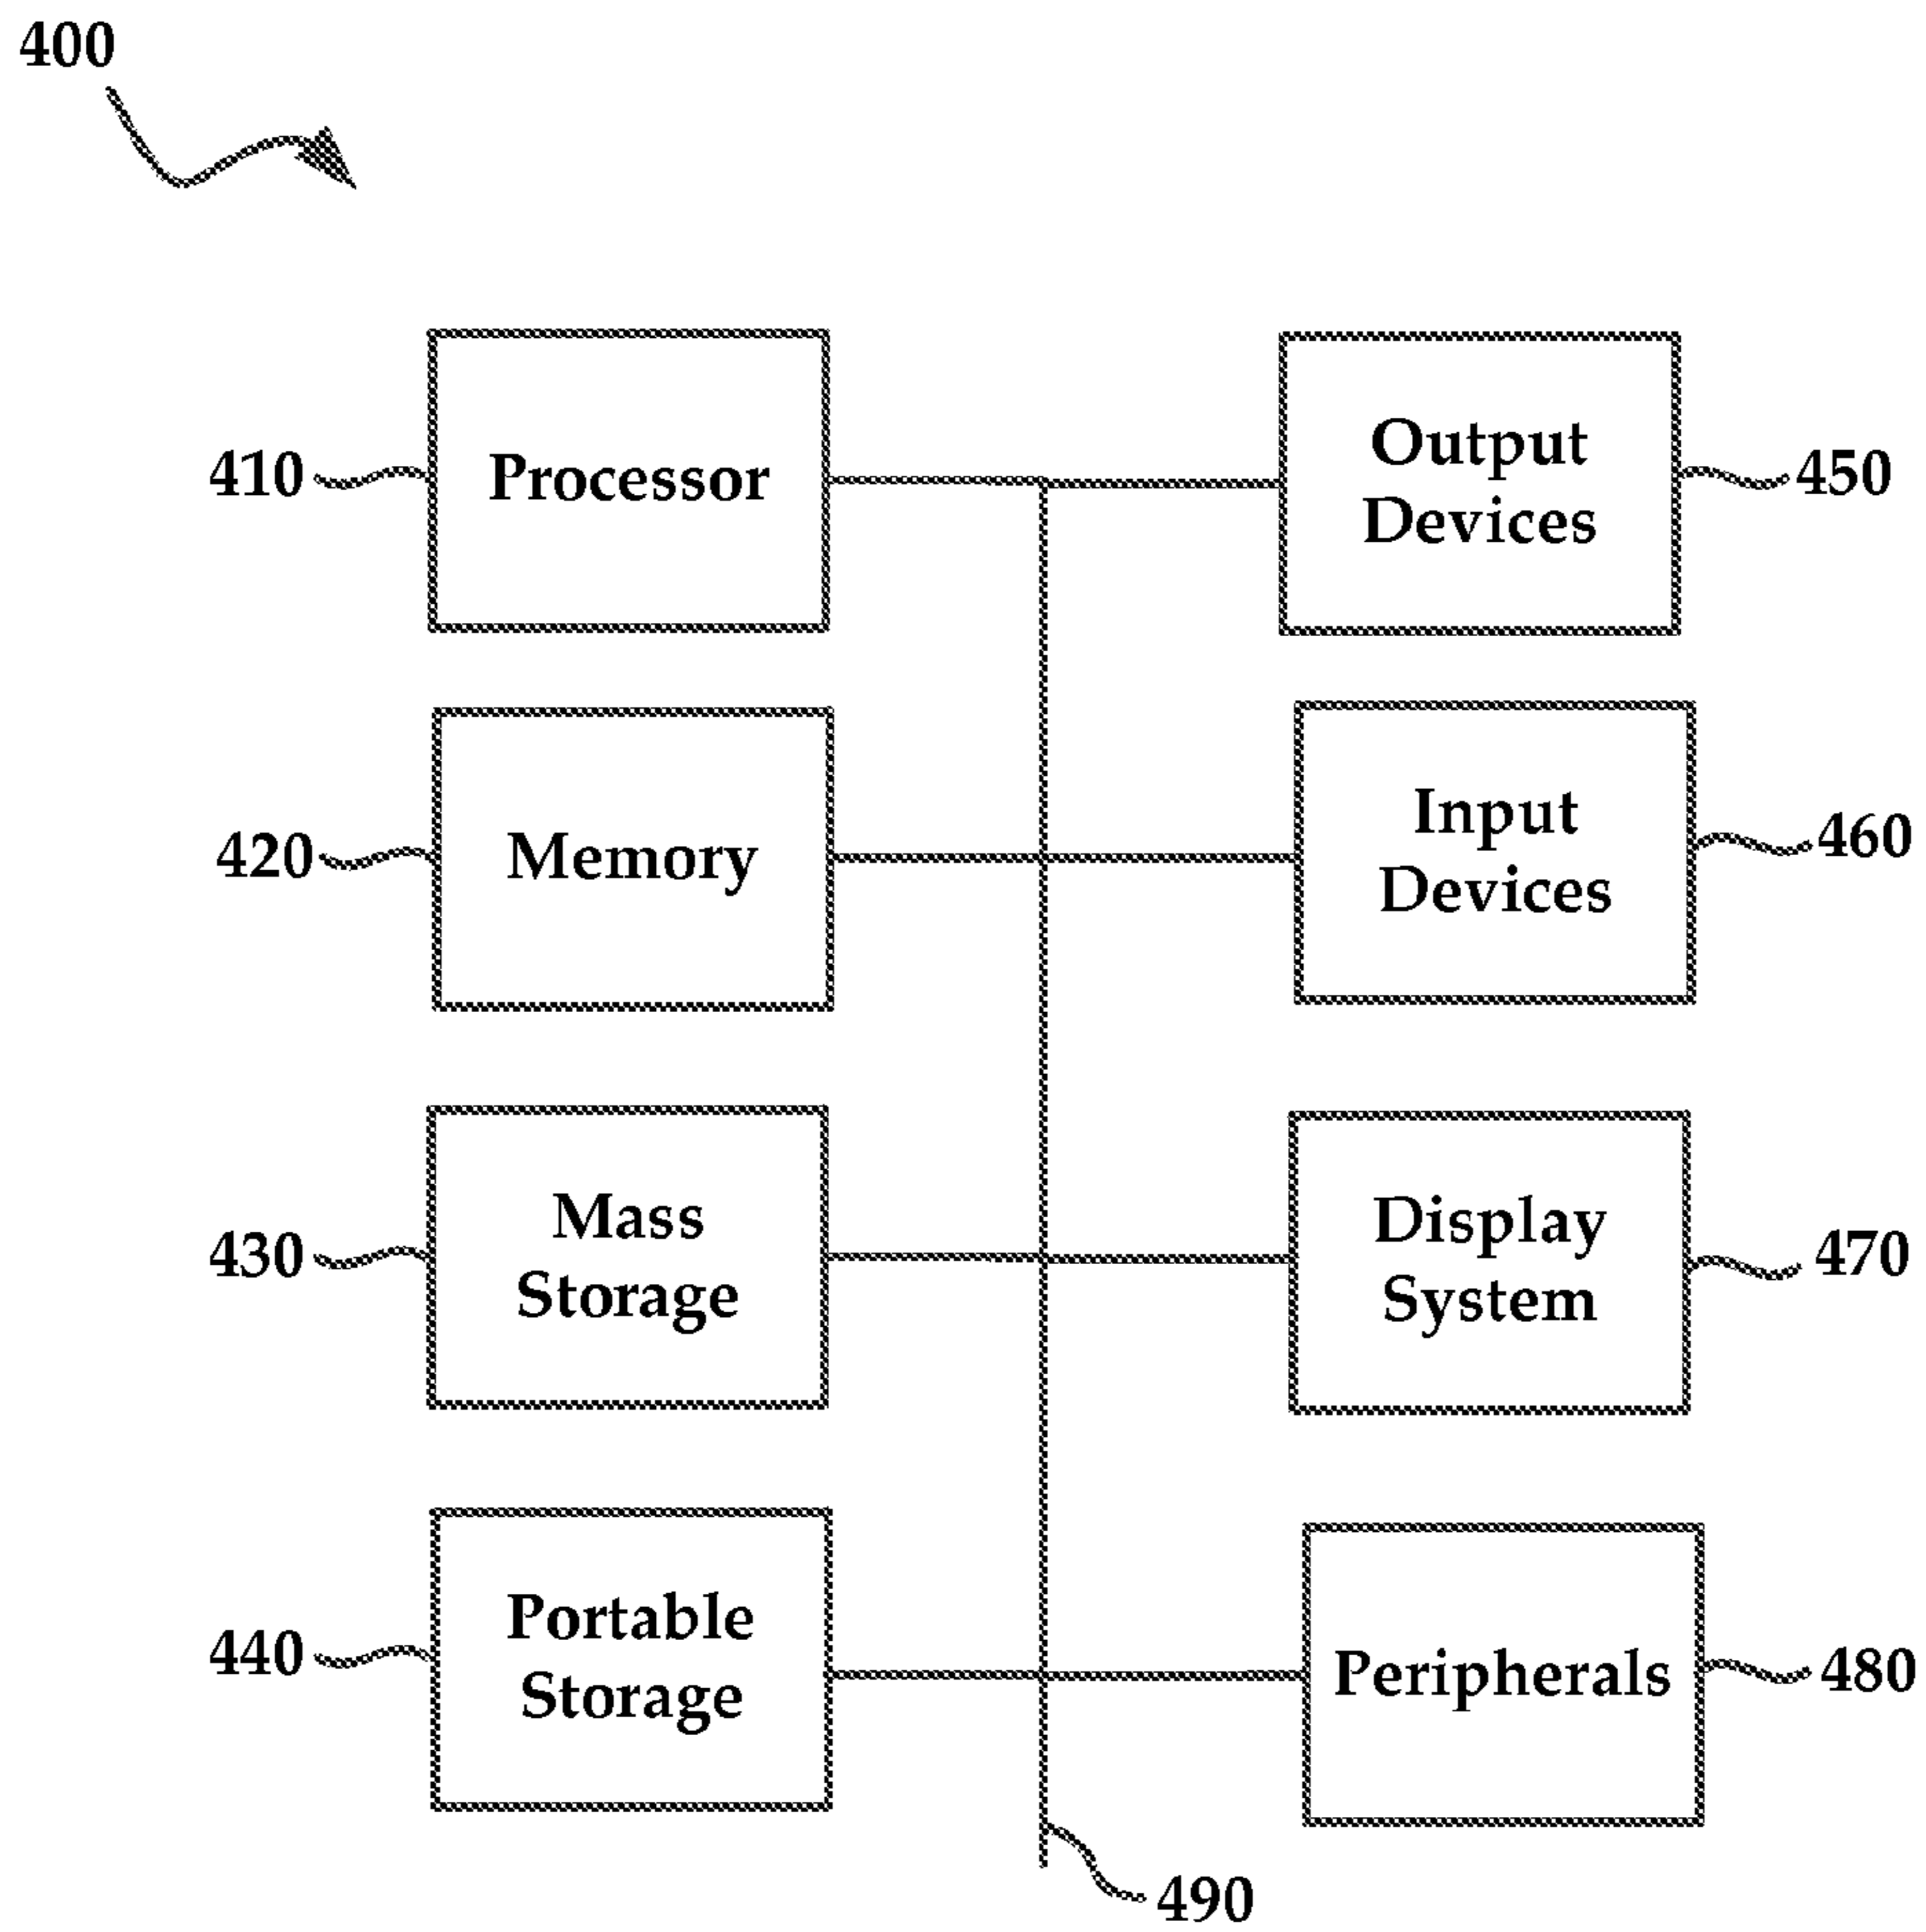 400
410
Processor
Output
Devices
450
420
Memory
Input
Devices
460
430
Mass
Storage
Display
System
470
440
Portable
Storage
Peripherals
480
490